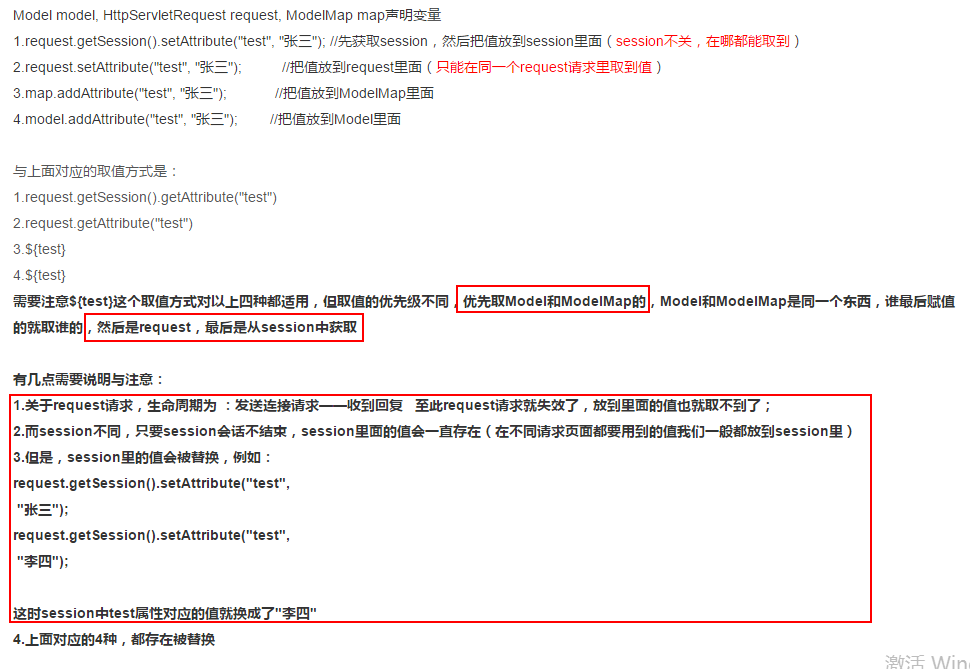 Model model, HttpServletRequest request, ModelMap map声明变量
1.request.getSession().setAttribute("test", "张三"); //先获取session，然后把值放到session里面（session不关，在哪都能取到）
2.request.setAttribute("test", "张三"); //把值放到request里面（只能在同一个request请求里取到值）
3.map.addAttribute("test", "张三"); //把值放到ModelMap里面
4.model.addAttribute("test", "张三"); //把值放到Model里面
与上面对应的取值方式是：
1.request.getSession().getAttribute("test")
2.request.getAttribute("test")
3.${test}
4.${test}
需要注意${test}这个取值方式对以上四种都适用，但取值的优先级不同，优先取Model和ModelMap的，Model和ModelMap是同一个东西，谁最后赋值
的就取谁的，然后是request，最后是从session中获取
有几点需要说明与注意：
1.关于request请求，生命周期为 ：发送连接请求——收到回复 至此request请求就失效了，放到里面的值也就取不到了；
2.而session不同，只要session会话不结束，session里面的值会一直存在（在不同请求页面都要用到的值我们一般都放到session里）
3.但是，session里的值会被替换，例如：
request.getSession().setAttribute("test",
"张三");
request.getSession().setAttribute("test",
"李四");
这时session中test属性对应的值就换成了"李四"
4.上面对应的4种，都存在被替换
激活 Win